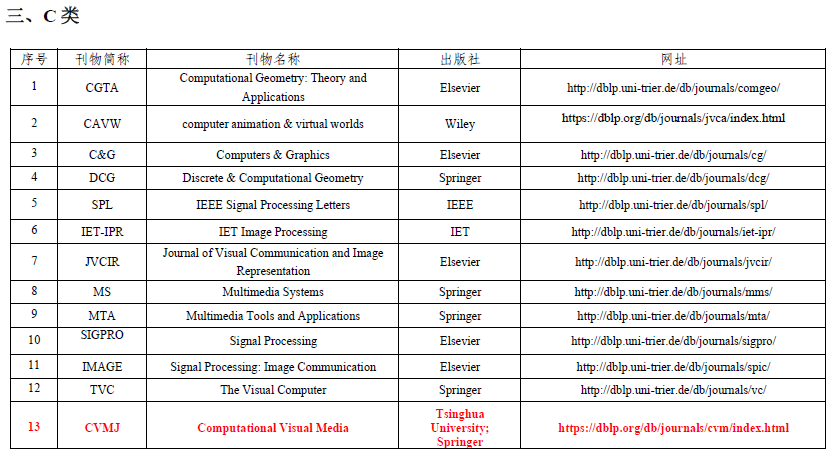 三、C 类
序号 刊物简称 刊物名称 出版社 网址
1 CGTA Computational Geometry: Theory and Applications Elsevier http://dblp.uni-trier.de/db/journals/comgeo/
2 CAVW computer animation & virtual worlds Wiley https://dblp.org/db/journals/jvca/index.html
3 C&G Computers & Graphics Elsevier http://dblp.uni-trier.de/db/journals/cg/
4 DCG Discrete & Computational Geometry Springer http://dblp.uni-trier.de/db/journals/dcg/
5 SPL IEEE Signal Processing Letters IEEE http://dblp.uni-trier.de/db/journals/spl/
6 IET-IPR IET Image Processing IET http://dblp.uni-trier.de/db/journals/iet-ipr/
7 JVCIR Journal of Visual Communication and Image Representation Elsevier http://dblp.uni-trier.de/db/journals/jvcir/
8 MS Multimedia Systems Springer http://dblp.uni-trier.de/db/journals/mms/
9 MTA Multimedia Tools and Applications Springer http://dblp.uni-trier.de/db/journals/mta/
10 SIGPRO Signal Processing Elsevier http://dblp.uni-trier.de/db/journals/sigpro/
11 IMAGE Signal Processing: Image Communication Elsevier http://dblp.uni-trier.de/db/journals/spic/
12 TVC The Visual Computer Springer http://dblp.uni-trier.de/db/journals/vc/
13 CVMJ Computational Visual Media Tsinghua University; Springer https://dblp.org/db/journals/cvm/index.html